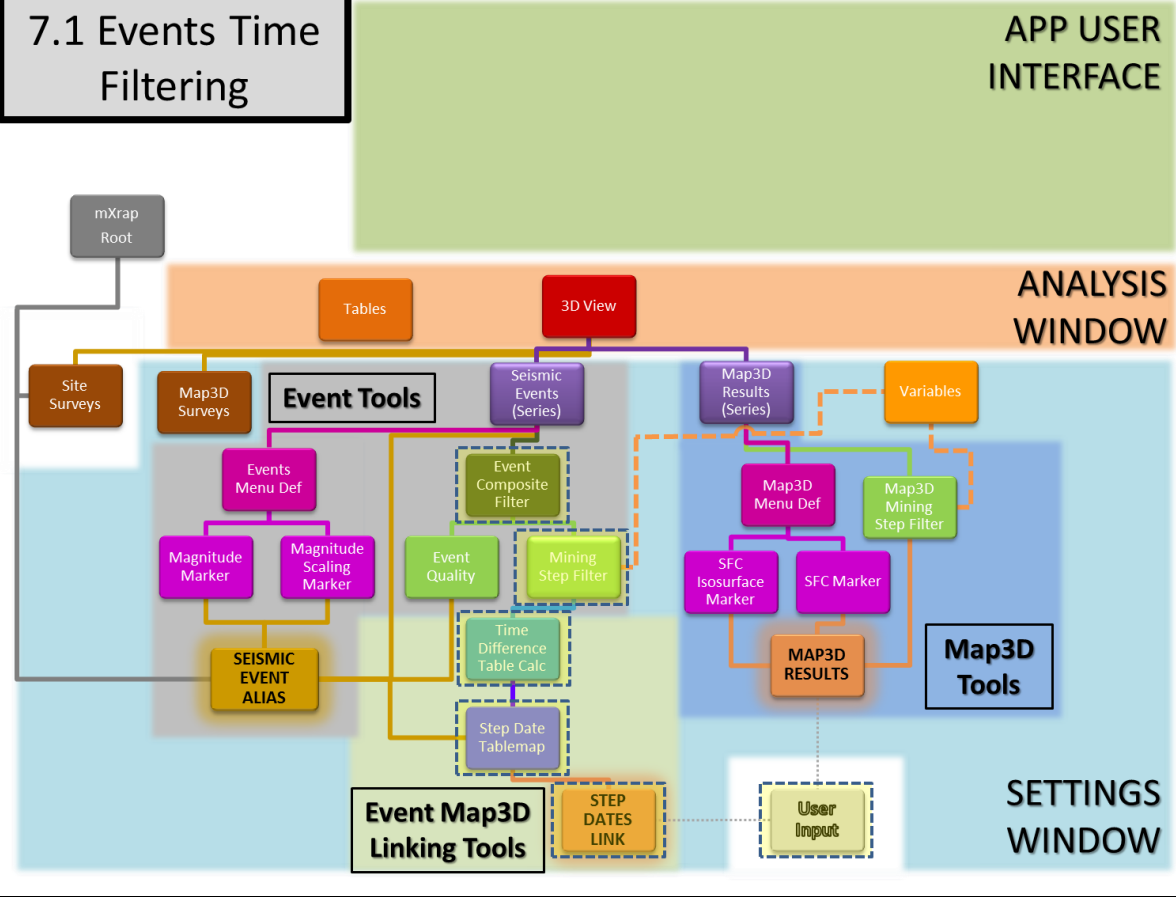 7.1 Events Time
Filtering
APP USER
INTERFACE
mXrap
Root
ANALYSIS
WINDOW
Tables
3D View
Site
Surveys
Map3D
Surveys
Event Tools
Seismic
Events
(Series)
Map3D
Results
(Series)
Variables
Events
Menu Def
Event
Composite
Filter
Map3D
Menu Def
Map3D
Mining
Step Filter
Magnitude
Marker
Magnitude
Scaling
Marker
Event
Quality
Mining
Step Filter
SFC
Isosurface
Marker
SFC Marker
Time
Difference
Table Calc
SEISMIC
EVENT
ALIAS
MAP3D
RESULTS
Map3D
Tools
Step Date
Tablemap
Event Map3D
Linking Tools
STEP
DATES
LINK
User
Input
SETTINGS
WINDOW